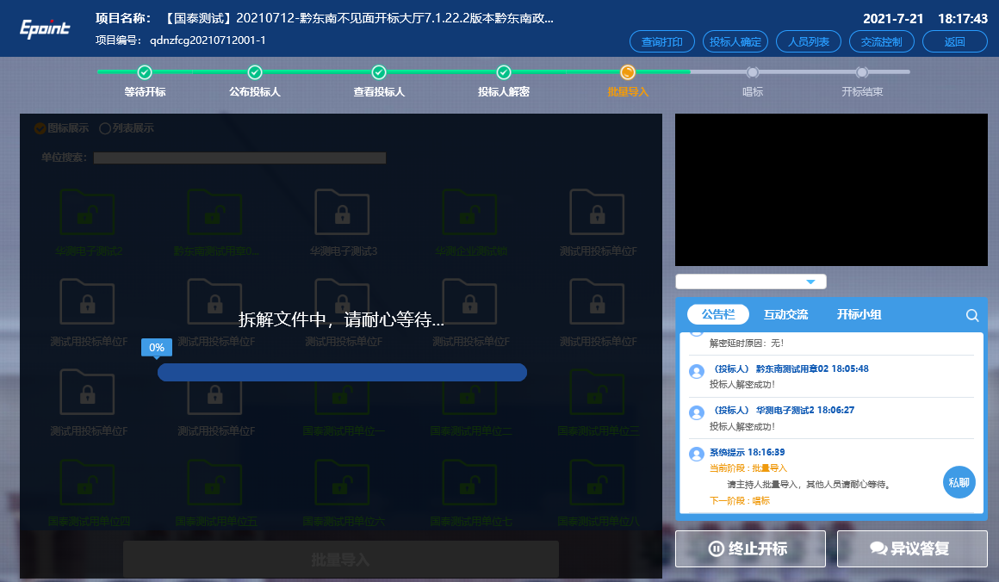 Epoint
项目名称： 【国泰测试】20210712-黔东南不见面开标大厅7.1.22.2版本黔东南政...
项目编号： qdnzfcg20210712001-1
2021-7-21 18:17:43
查询打印 投标人确定 人员列表 交流控制 返回
等待开标 公布投标人 查看投标人 投标人解密 批量导入 唱标 开标结束
图标展示 列表展示
单位搜索：
华测电子测试2 黔东南测试用章0... 华测电子测试3 华测企业测试帧 测试用投标单位F
测试用投标单位F 测试用投标单位F 测试用投标单位F 测试用投标单位F 测试用投标单位F
拆解文件中，请耐心等待...
0%
测试用投标单位F 测试用投标单位F 国泰测试用单位一 国泰测试用单位二 国泰测试用单位三
国泰测试用单位四 国泰测试用单位五 国泰测试用单位六 国泰测试用单位七 国泰测试用单位八
批量导入
公告栏 互动交流 开标小组
解密延时原因：无！
（投标人） 黔东南测试用章02 18:05:48
投标人解密成功！
（投标人） 华测电子测试2 18:06:27
投标人解密成功！
系统提示 18:16:39
当前阶段 : 批量导入
请主持人批量导入，其他人员请耐心等待。
下一阶段 : 唱标
私聊
终止开标 异议答复